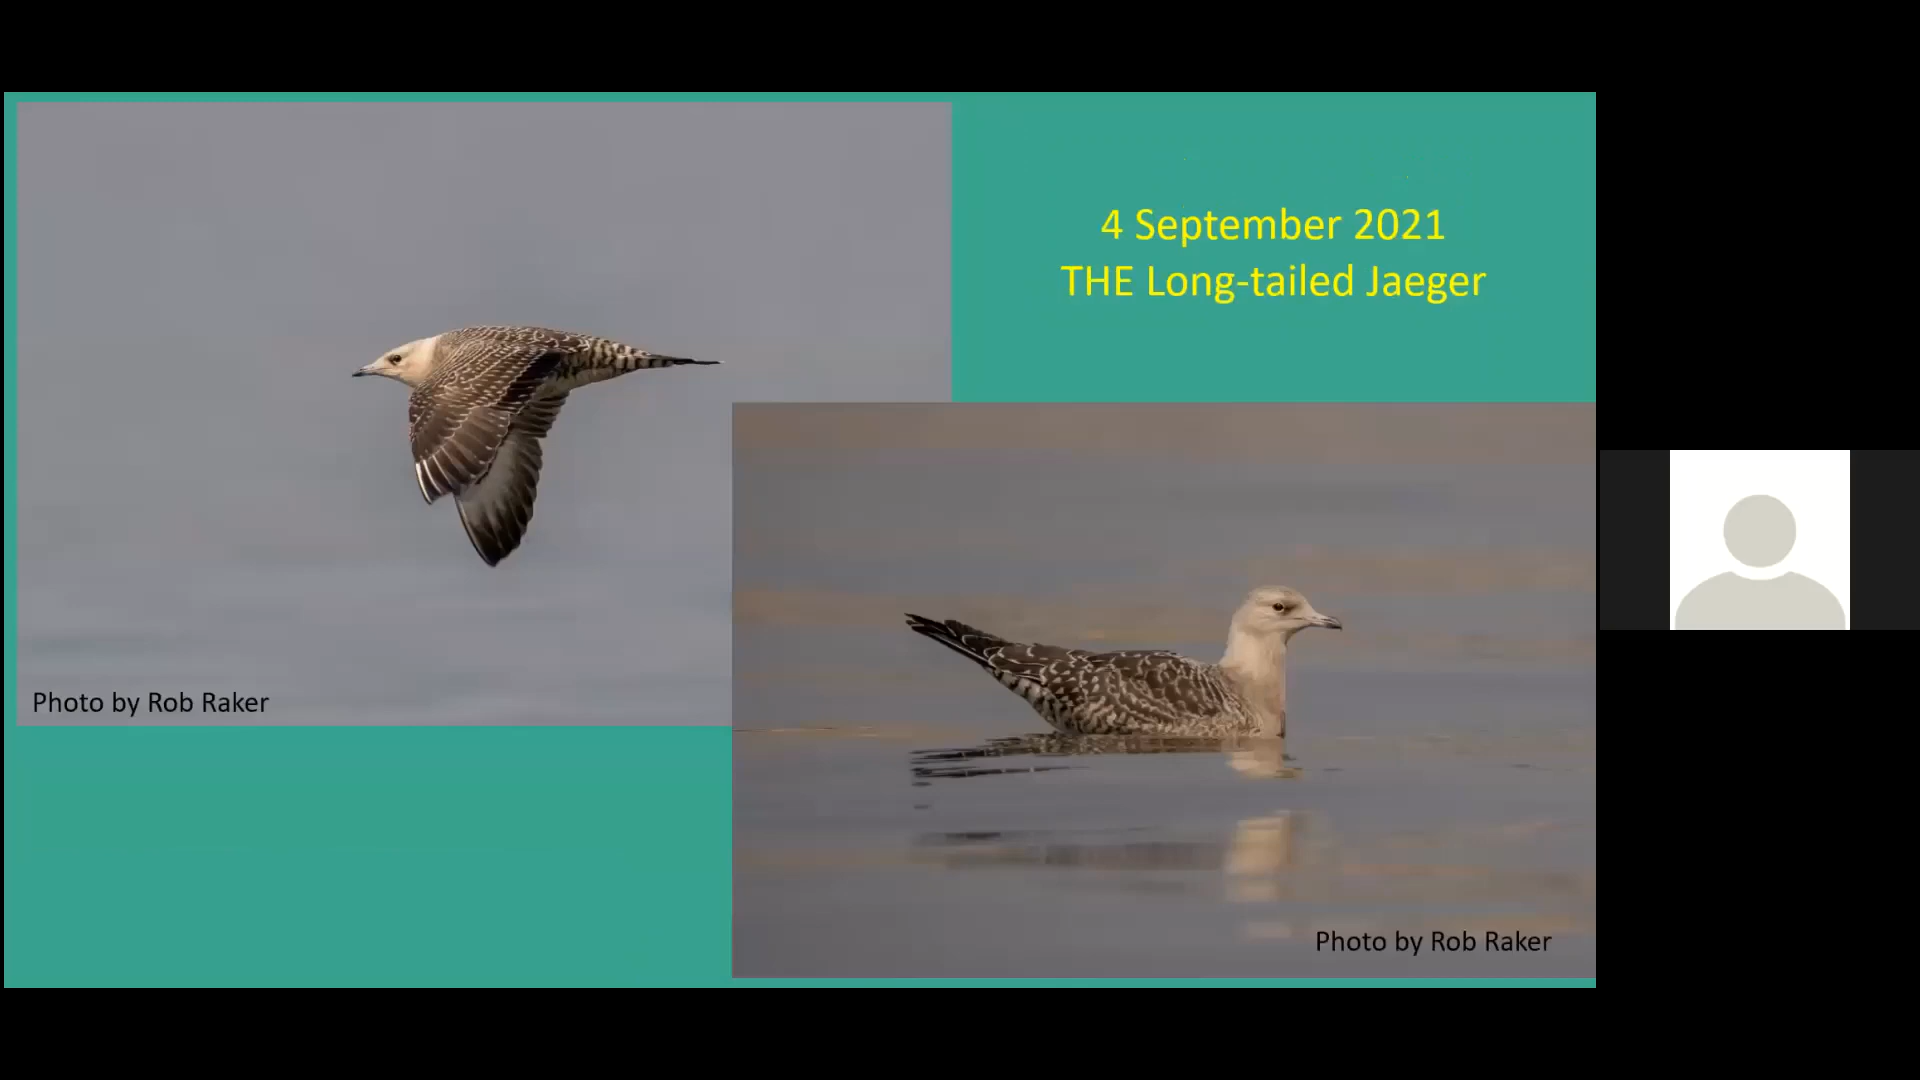 4 September 2021
THE Long-tailed Jaeger
Photo by Rob Raker
Photo by Rob Raker